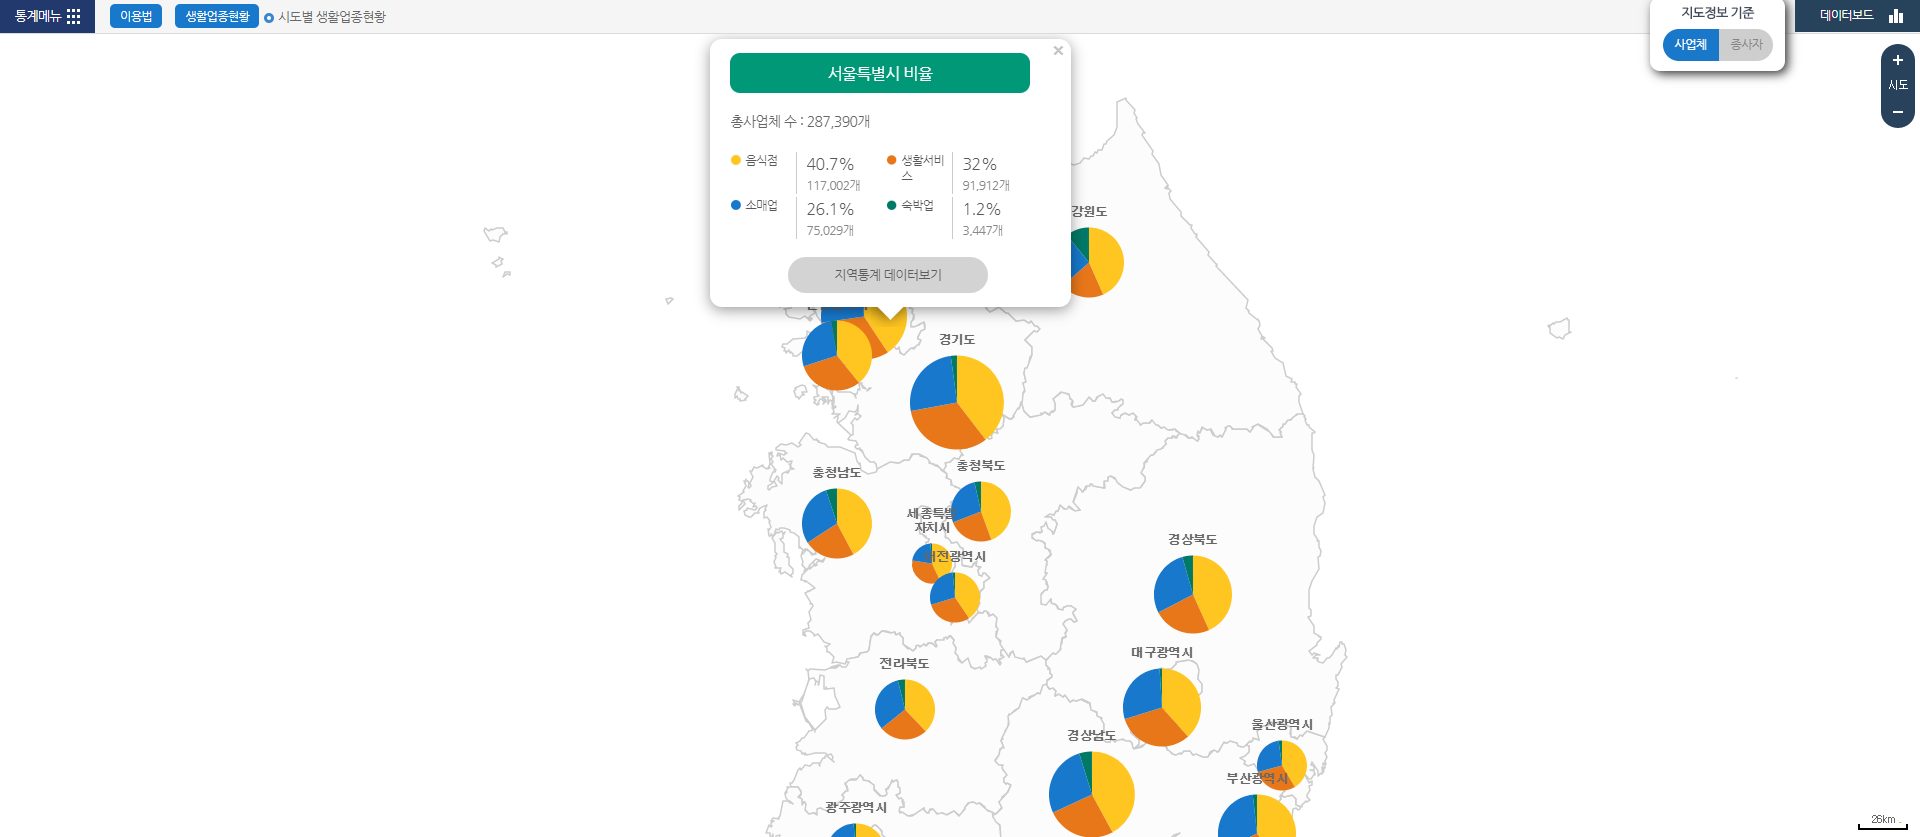 통계메뉴
이용법
생활업종현황
시도별 생활업종현황
지도정보 기준
사업체
종사자
데이터보드
+
시도
−
×
서울특별시 비율
총사업체 수 : 287,390개
음식점
40.7%
117,002개
생활서비
스
32%
91,912개
소매업
26.1%
75,029개
숙박업
1.2%
3,447개
지역통계 데이터보기
강원도
경기도
충청남도
충청북도
세종특별
자치시
대전광역시
경상북도
대구광역시
전라북도
울산광역시
경상남도
부산광역시
광주광역시
26km